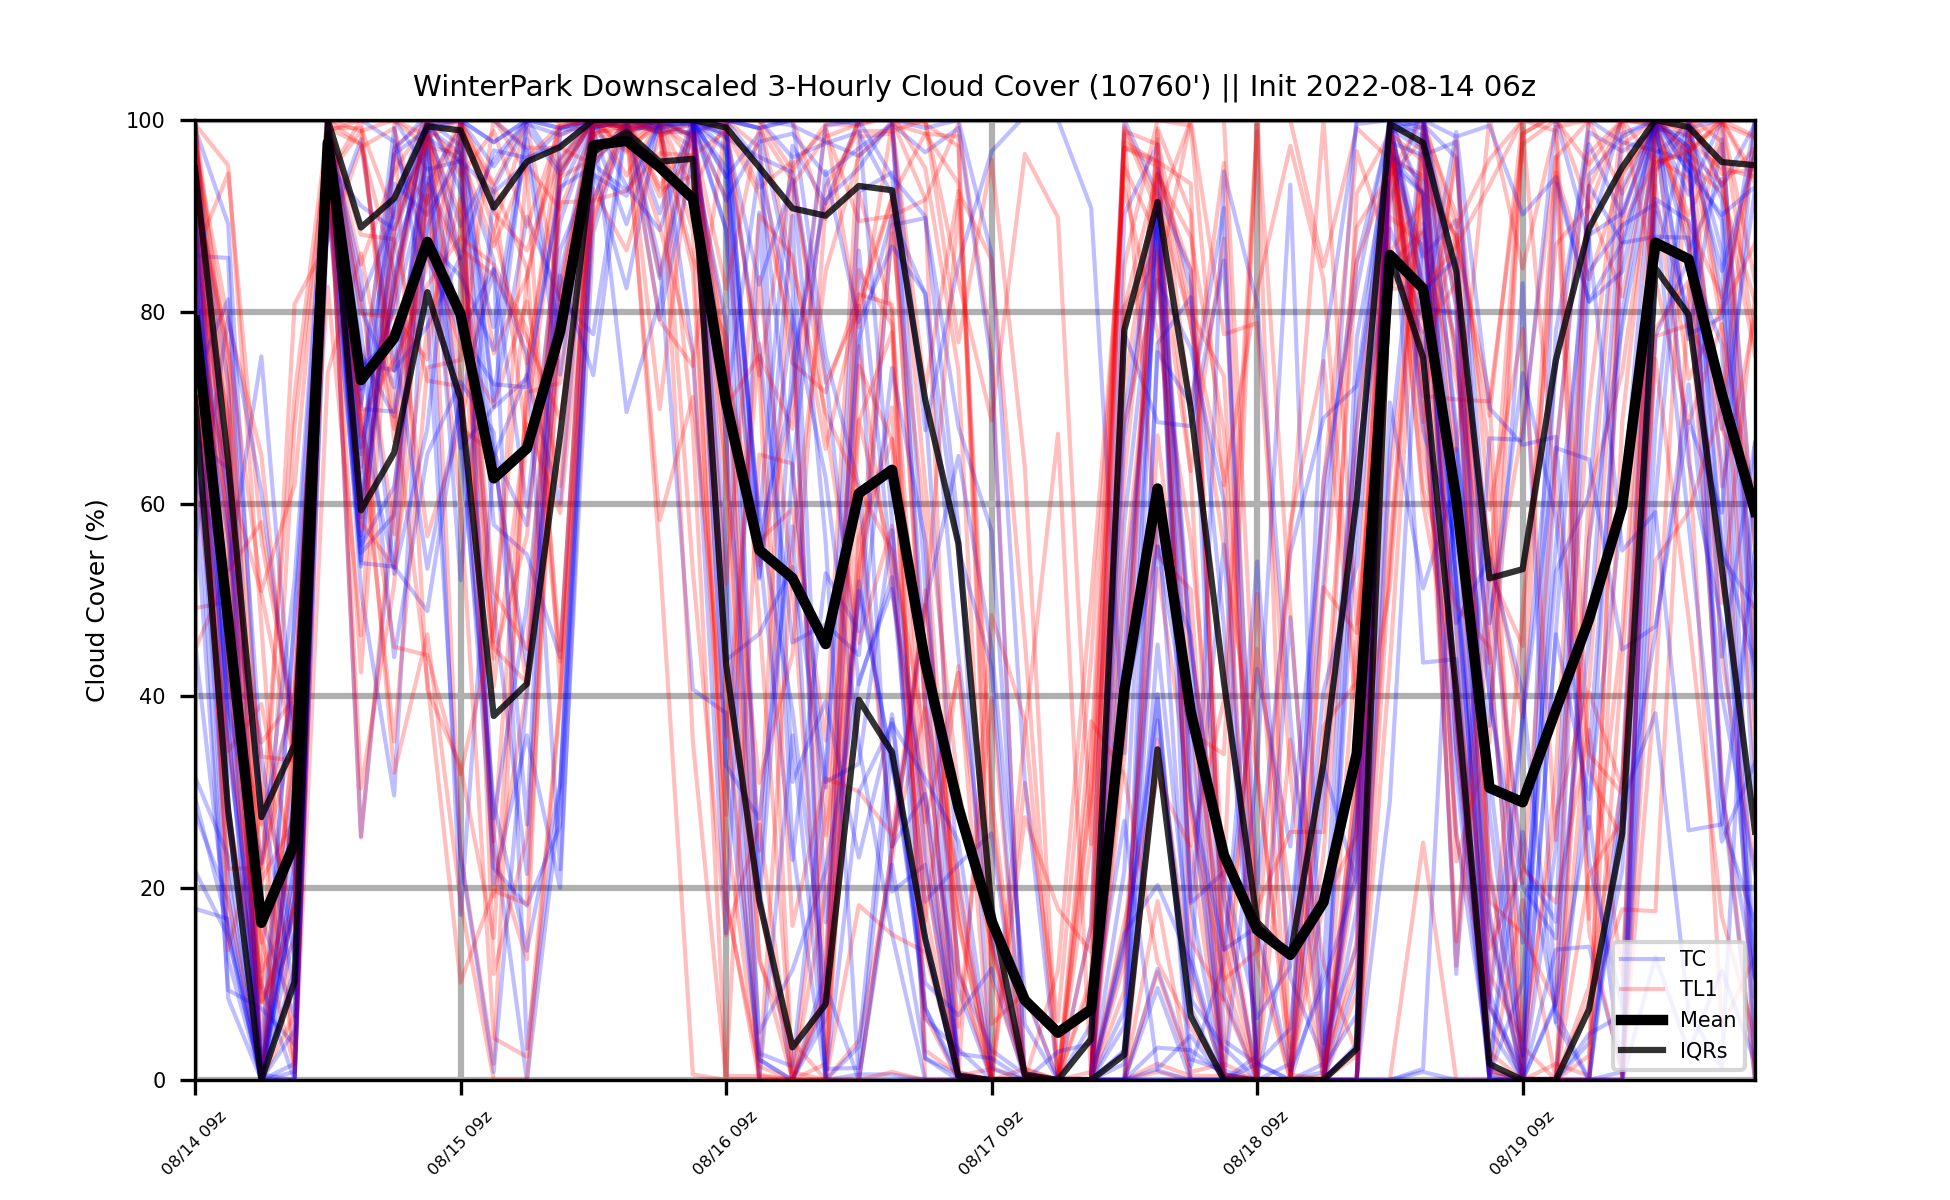 WinterPark Downscaled 3-Hourly Cloud Cover (10760') || Init 2022-08-14 06z
Cloud Cover (%)
100
80
60
40
20
0
08/14 09z
08/15 09z
08/16 09z
08/17 09z
08/18 09z
08/19 09z
TC
TL1
Mean
IQRs